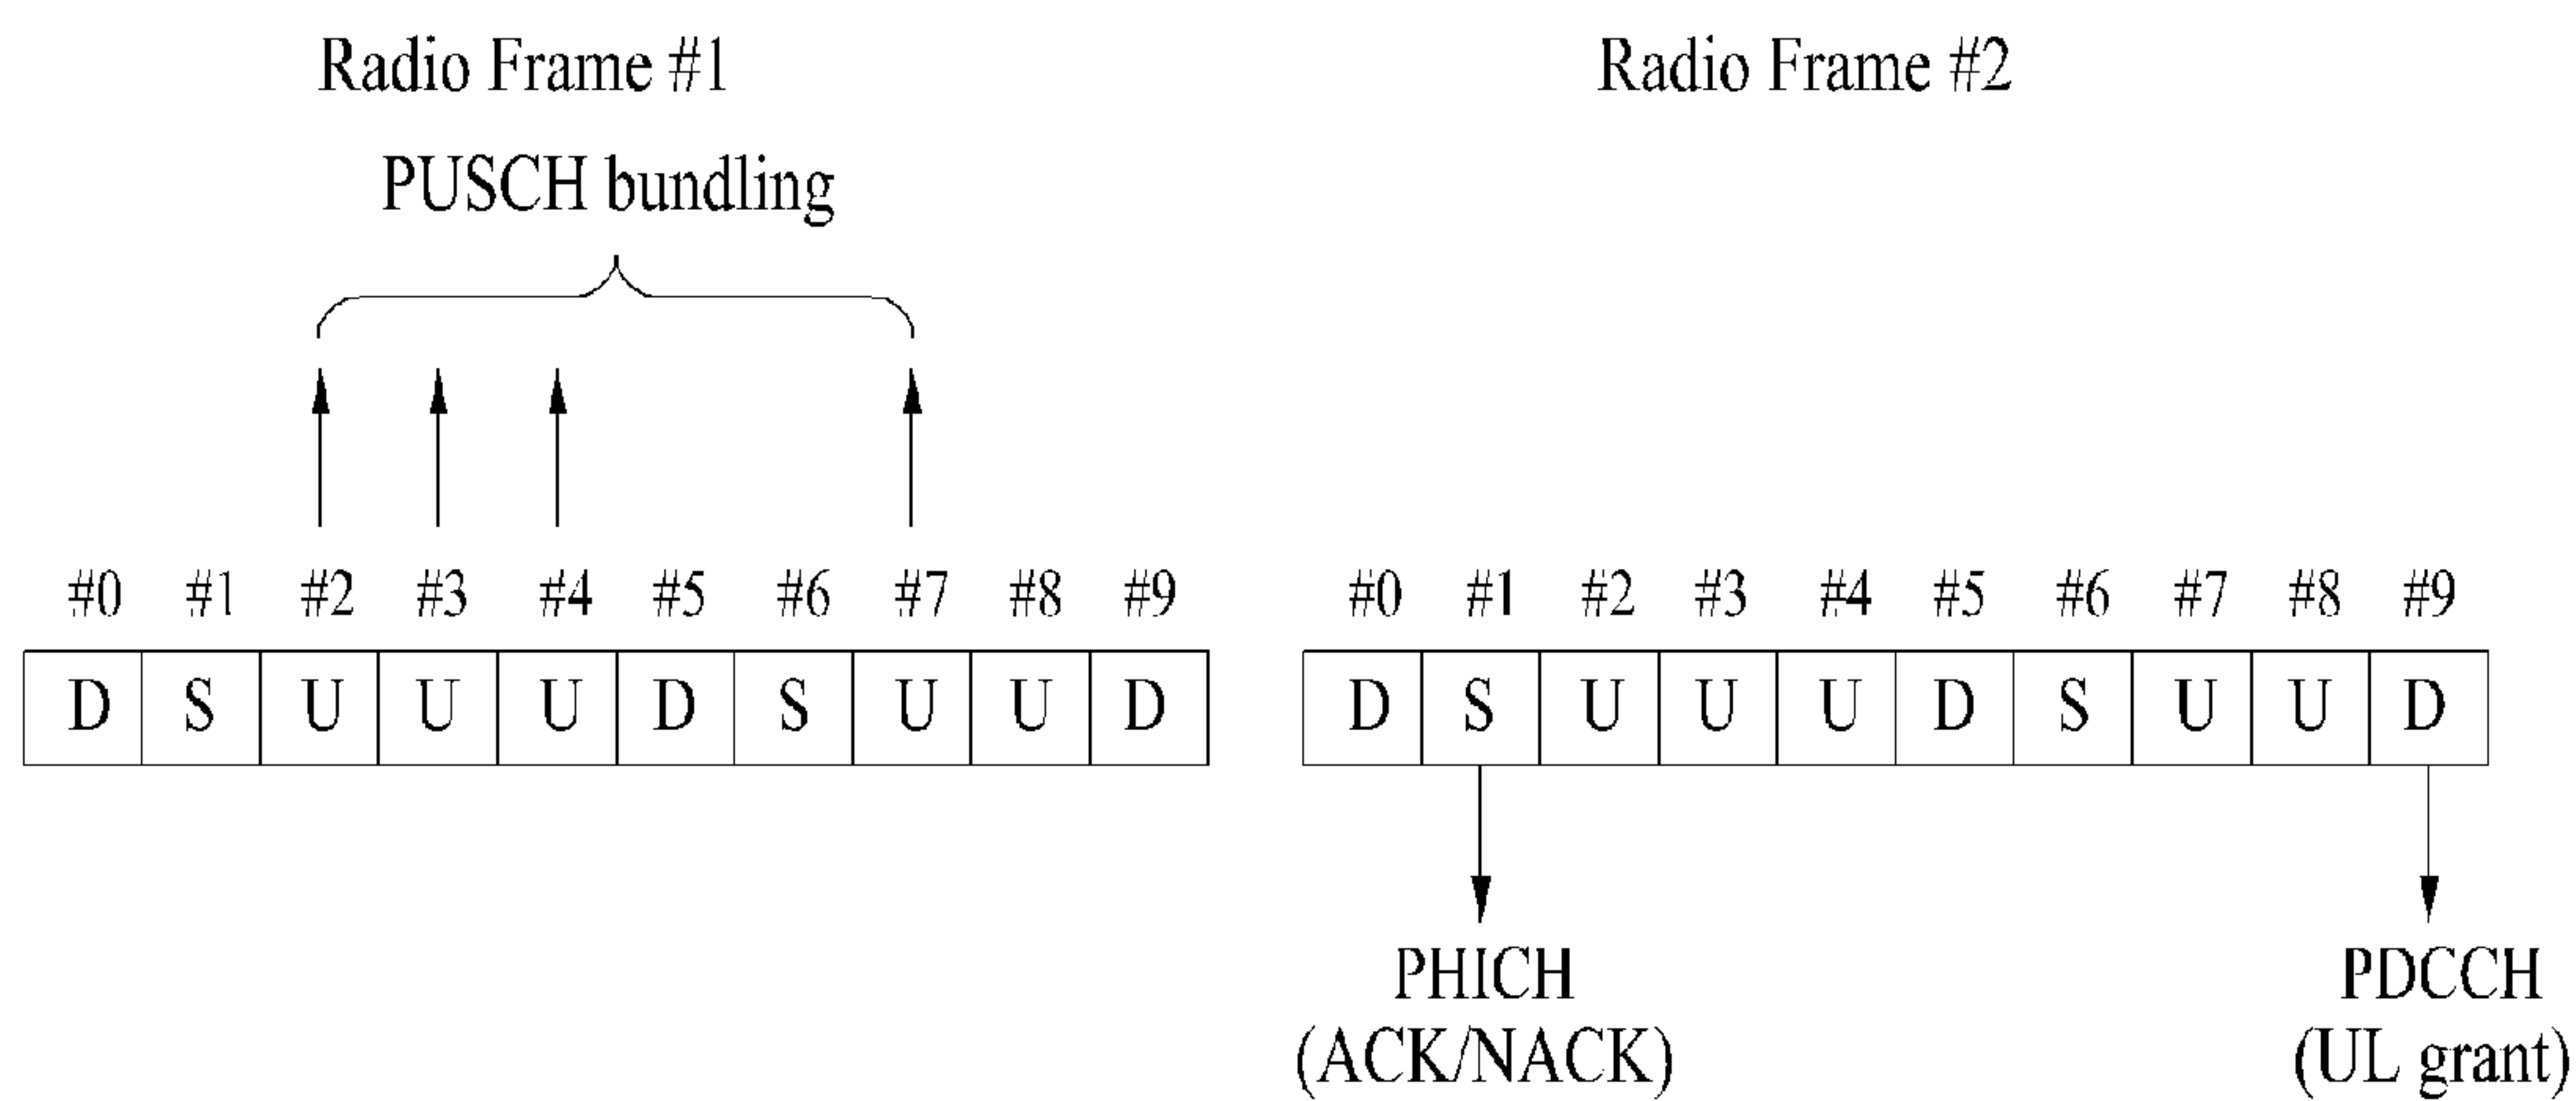 Radio Frame #1
Radio Frame #2
PUSCH bundling
#0 #1 #2 #3 #4 #5 #6 #7 #8 #9
#0 #1 #2 #3 #4 #5 #6 #7 #8 #9
D S U U U D S U U D
D S U U U D S U U D
PHICH
(ACK/NACK)
PDCCH
(UL grant)